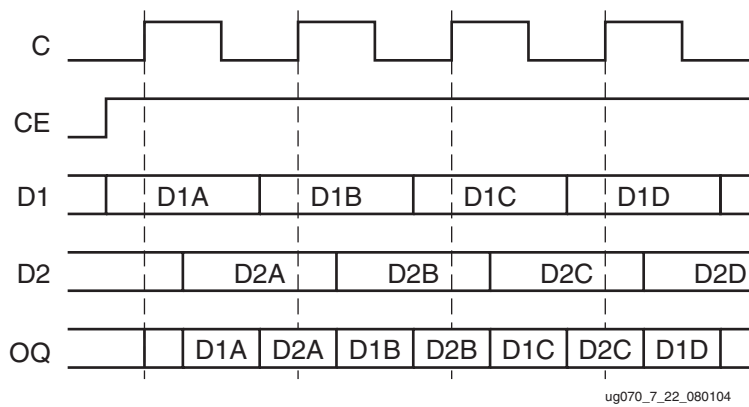 C
CE
D1 D1A D1B D1C D1D
D2 D2A D2B D2C D2D
OQ D1A D2A D1B D2B D1C D2C D1D
ug070_7_22_080104